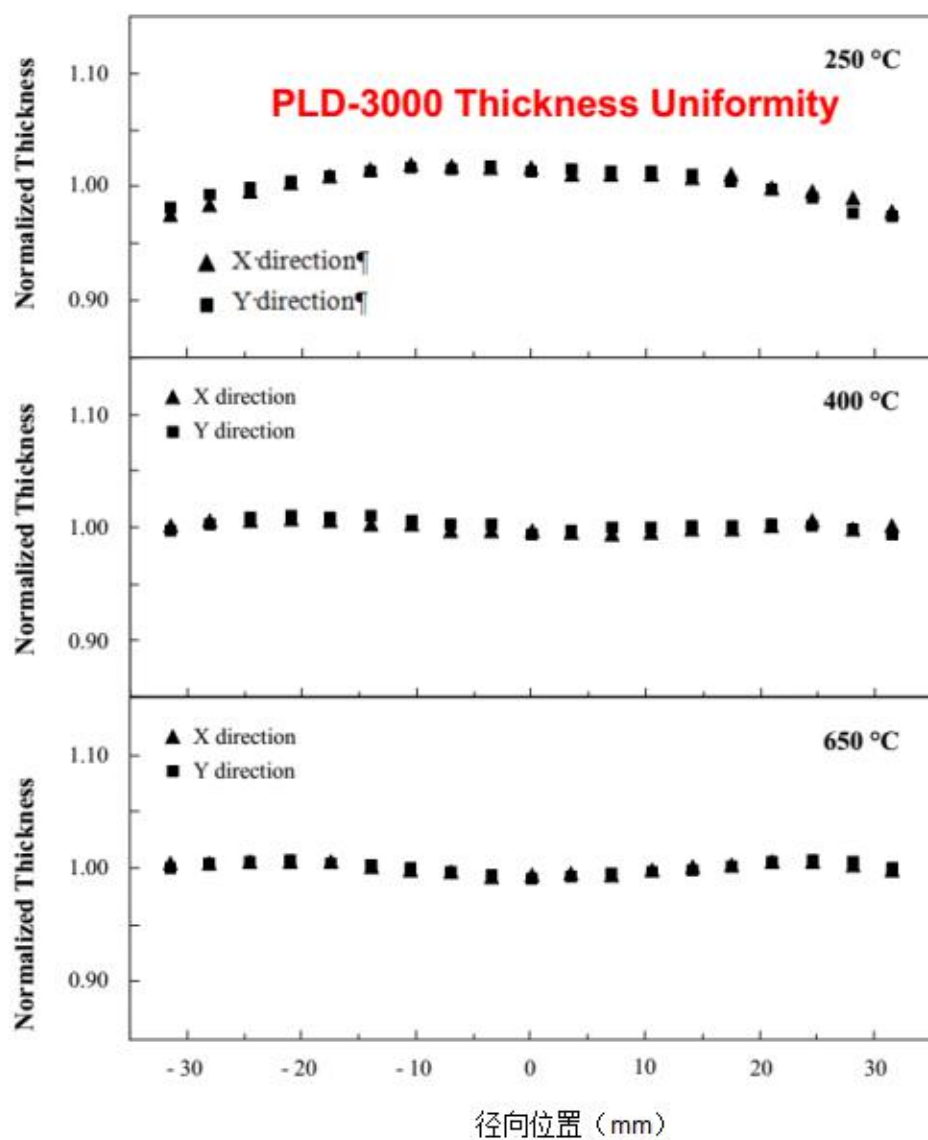 250 °C
PLD-3000 Thickness Uniformity
Normalized Thickness
1.10
1.00
0.90
▲ X·direction¶
■ Y·direction¶
▲ X direction
■ Y direction
400 °C
Normalized Thickness
1.10
1.00
0.90
▲ X direction
■ Y direction
650 °C
Normalized Thickness
1.10
1.00
0.90
- 30 - 20 - 10 0 10 20 30
径向位置（mm）